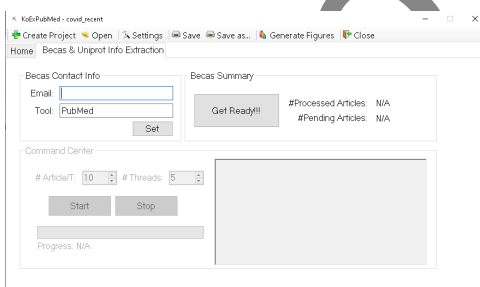 KoExPubMed - covid_recent
Create Project Open Settings Save Save as... Generate Figures Close
Home Becas & Uniprot Info Extraction
Becas Contact Info
Email:
Tool: PubMed
Set
Becas Summary
Get Ready!!!
#Processed Articles: N/A
#Pending Articles: N/A
Command Center
# Article/T: 10 # Threads: 5
Start Stop
Progress: N/A